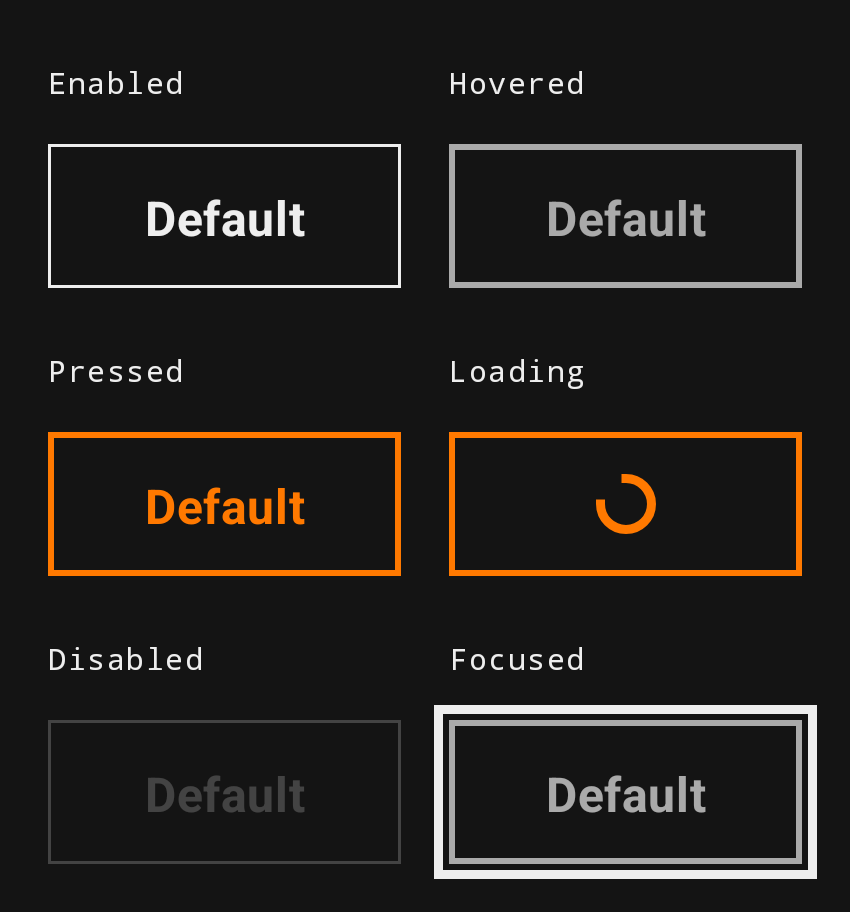 Enabled
Hovered
Default
Default
Pressed
Loading
Default
Disabled
Focused
Default
Default